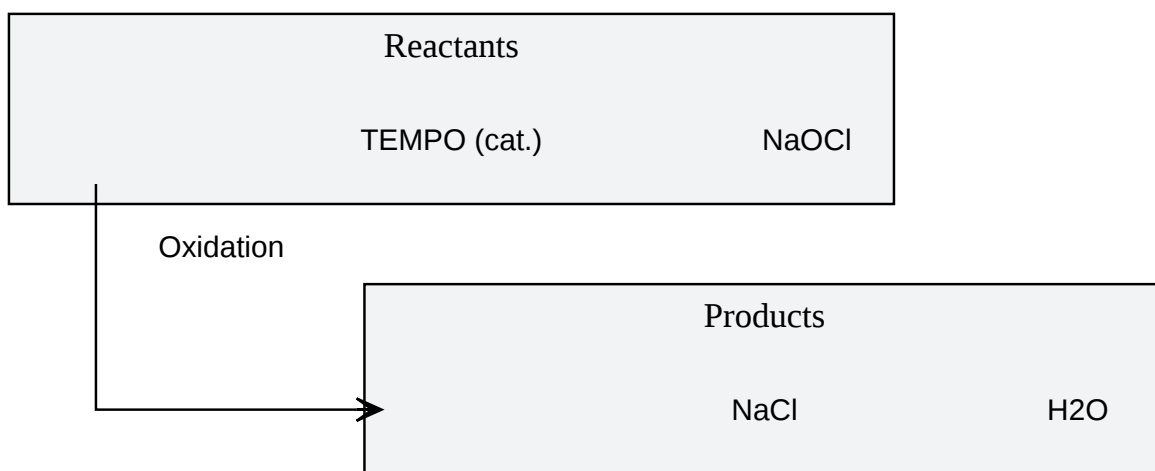 Reactants
TEMPO (cat.) NaOCl
Oxidation
Products
NaCl H2O